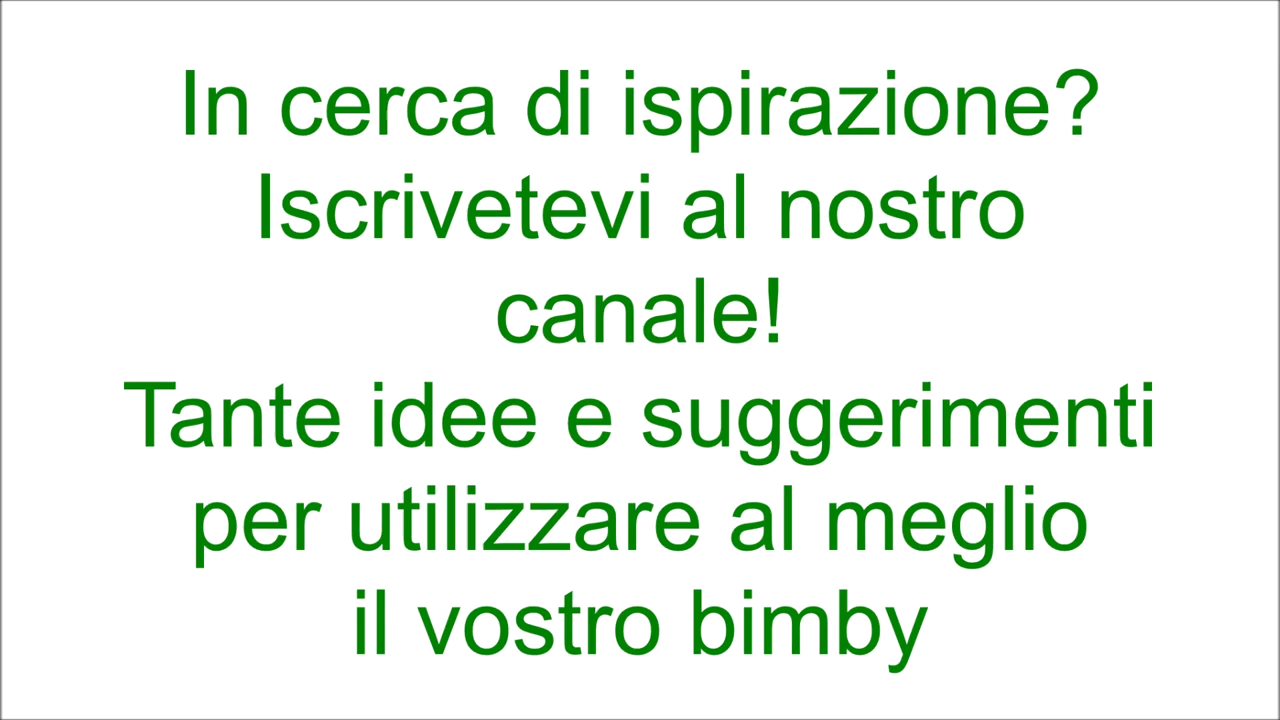 In cerca di ispirazione?
Iscrivetevi al nostro
canale!
Tante idee e suggerimenti
per utilizzare al meglio
il vostro bimby